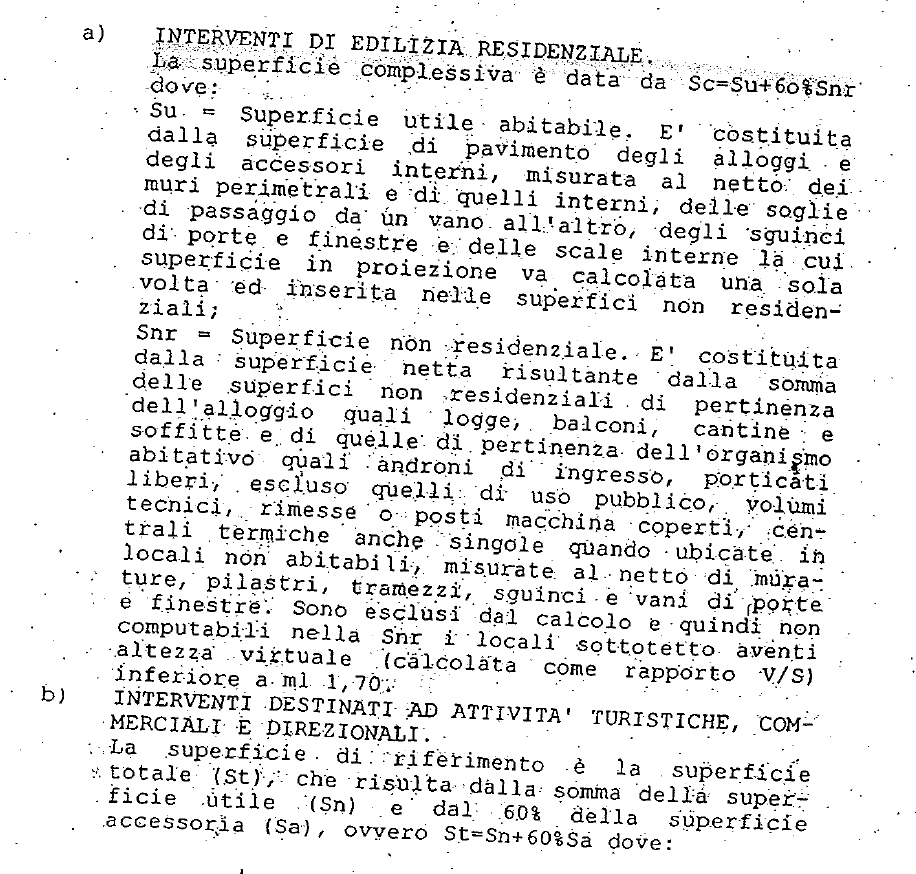 a) INTERVENTI DI EDILIZIA RESIDENZIALE.
La superficie complessiva è data da Sc=Su+60%Snr
dove:
Su = Superficie utile abitabile. E' costituita
dalla superficie di pavimento degli alloggi e
degli accessori interni, misurata al netto dei
muri perimetrali e di quelli interni, delle soglie
di passaggio da un vano all'altro, degli sguinci
di porte e finestre e delle scale interne la cui
superficie in proiezione va calcolata una sola
volta ed inserita nelle superfici non residen-
ziali;
Snr = Superficie non residenziale. E' costituita
dalla superficie netta risultante dalla somma
delle superfici non residenziali di pertinenza
dell'alloggio quali logge, balconi, cantine e
soffitte e di quelle di pertinenza dell'organismo
abitativo quali androni di ingresso, porticati
liberi, escluso quelli di uso pubblico, volumi
tecnici, rimesse o posti macchina coperti, cen-
trali termiche anche singole quando ubicate in
locali non abitabili, misurate al netto di mura-
ture, pilastri, tramezzi, sguinci e vani di porte
e finestre. Sono esclusi dal calcolo e quindi non
computabili nella Snr i locali sottotetto aventi
altezza virtuale (calcolata come rapporto V/S)
inferiore a ml 1,70.
b) INTERVENTI DESTINATI AD ATTIVITA' TURISTICHE, COM-
MERCIALI E DIREZIONALI.
La superficie di riferimento è la superficie
totale (St), che risulta dalla somma della super-
ficie utile (Sn) e dal 60% della superficie
accessoria (Sa), ovvero St=Sn+60%Sa dove: